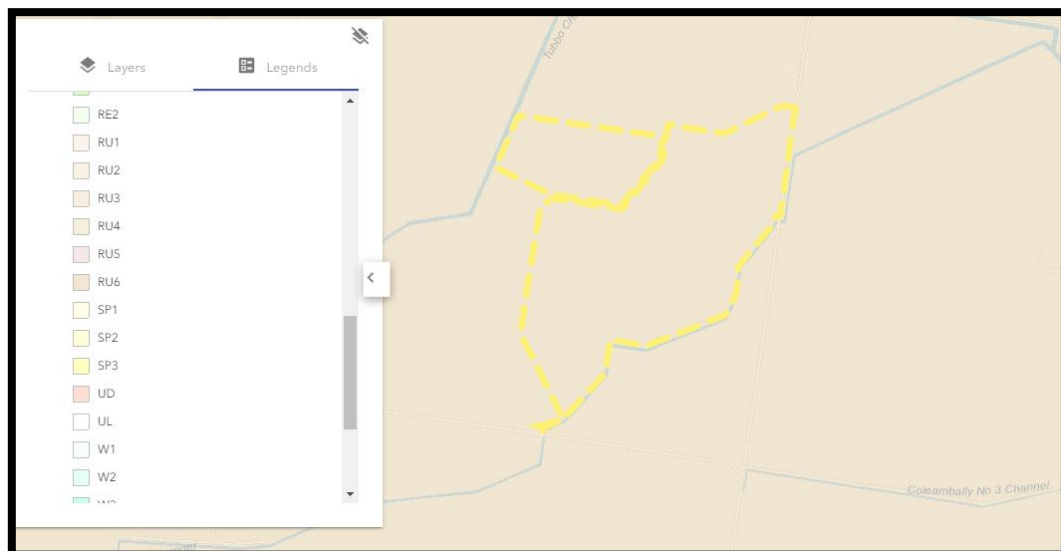 Layers
Legends
RE2
RU1
RU2
RU3
RU4
RU5
RU6
SP1
SP2
SP3
UD
UL
W1
W2
Tubbo
Coleambally No 3 Channel